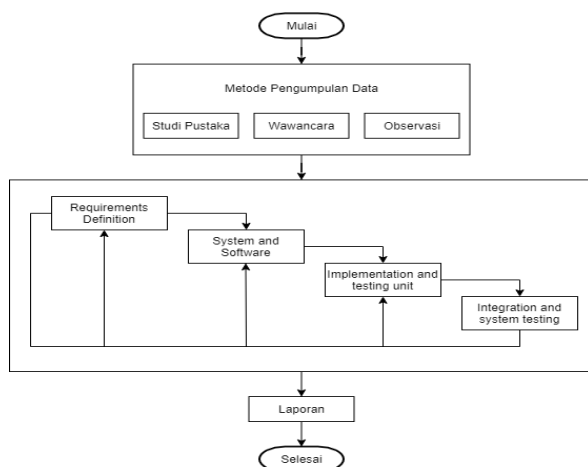 Mulai
Metode Pengumpulan Data
Studi Pustaka
Wawancara
Observasi
Requirements
Definition
System and
Software
Implementation and
testing unit
Integration and
system testing
Laporan
Selesai